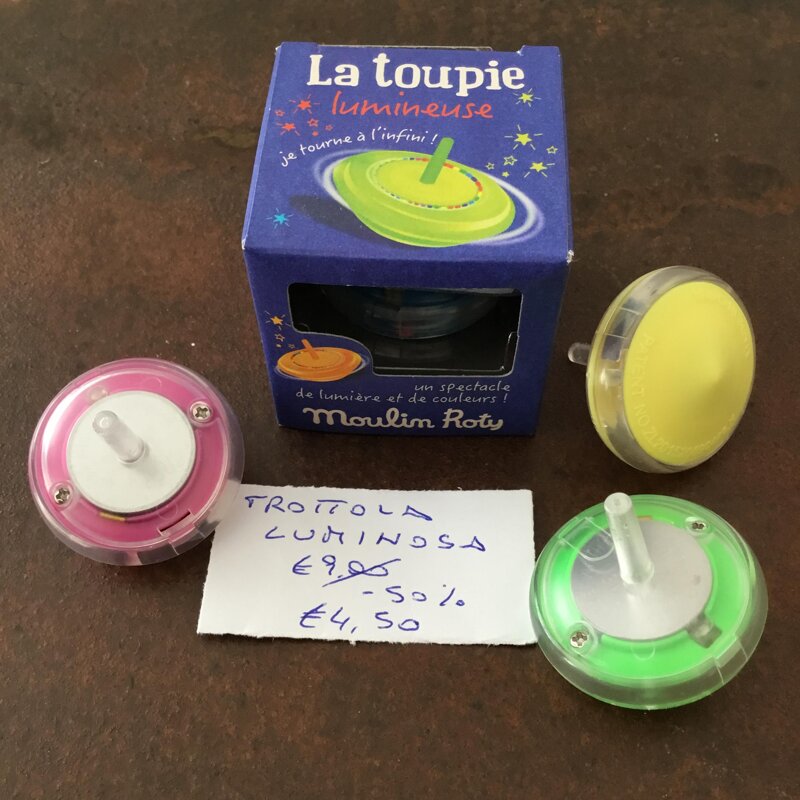 La toupie
lumineuse
je tourne à l'infini !
un spectacle
de lumière et de couleurs !
Moulin Roty
TROTTOLA
LUMINOSA
€9,00
-50%
€4,50